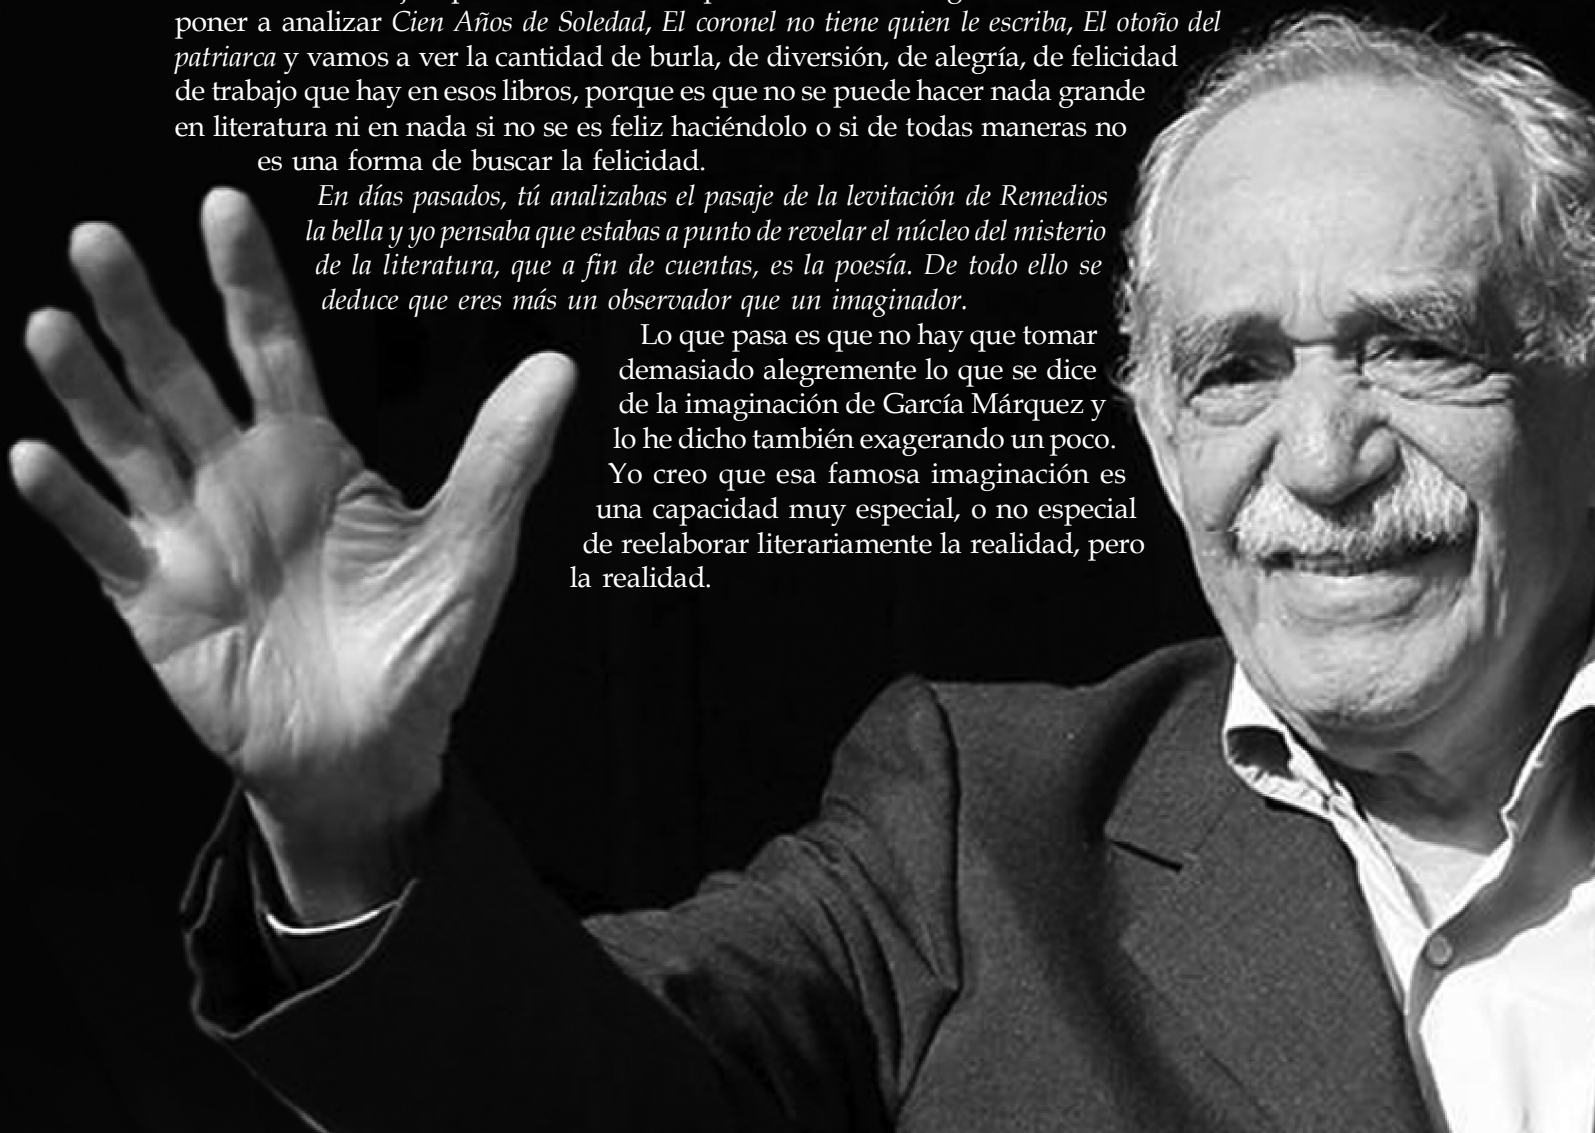 poner a analizar Cien Años de Soledad, El coronel no tiene quien le escriba, El otoño del
patriarca y vamos a ver la cantidad de burla, de diversión, de alegría, de felicidad
de trabajo que hay en esos libros, porque es que no se puede hacer nada grande
en literatura ni en nada si no se es feliz haciéndolo o si de todas maneras no
es una forma de buscar la felicidad.
En días pasados, tú analizabas el pasaje de la levitación de Remedios
la bella y yo pensaba que estabas a punto de revelar el núcleo del misterio
de la literatura, que a fin de cuentas, es la poesía. De todo ello se
deduce que eres más un observador que un imaginador.
Lo que pasa es que no hay que tomar
demasiado alegremente lo que se dice
de la imaginación de García Márquez y
lo he dicho también exagerando un poco.
Yo creo que esa famosa imaginación es
una capacidad muy especial, o no especial
de reelaborar literariamente la realidad, pero
la realidad.